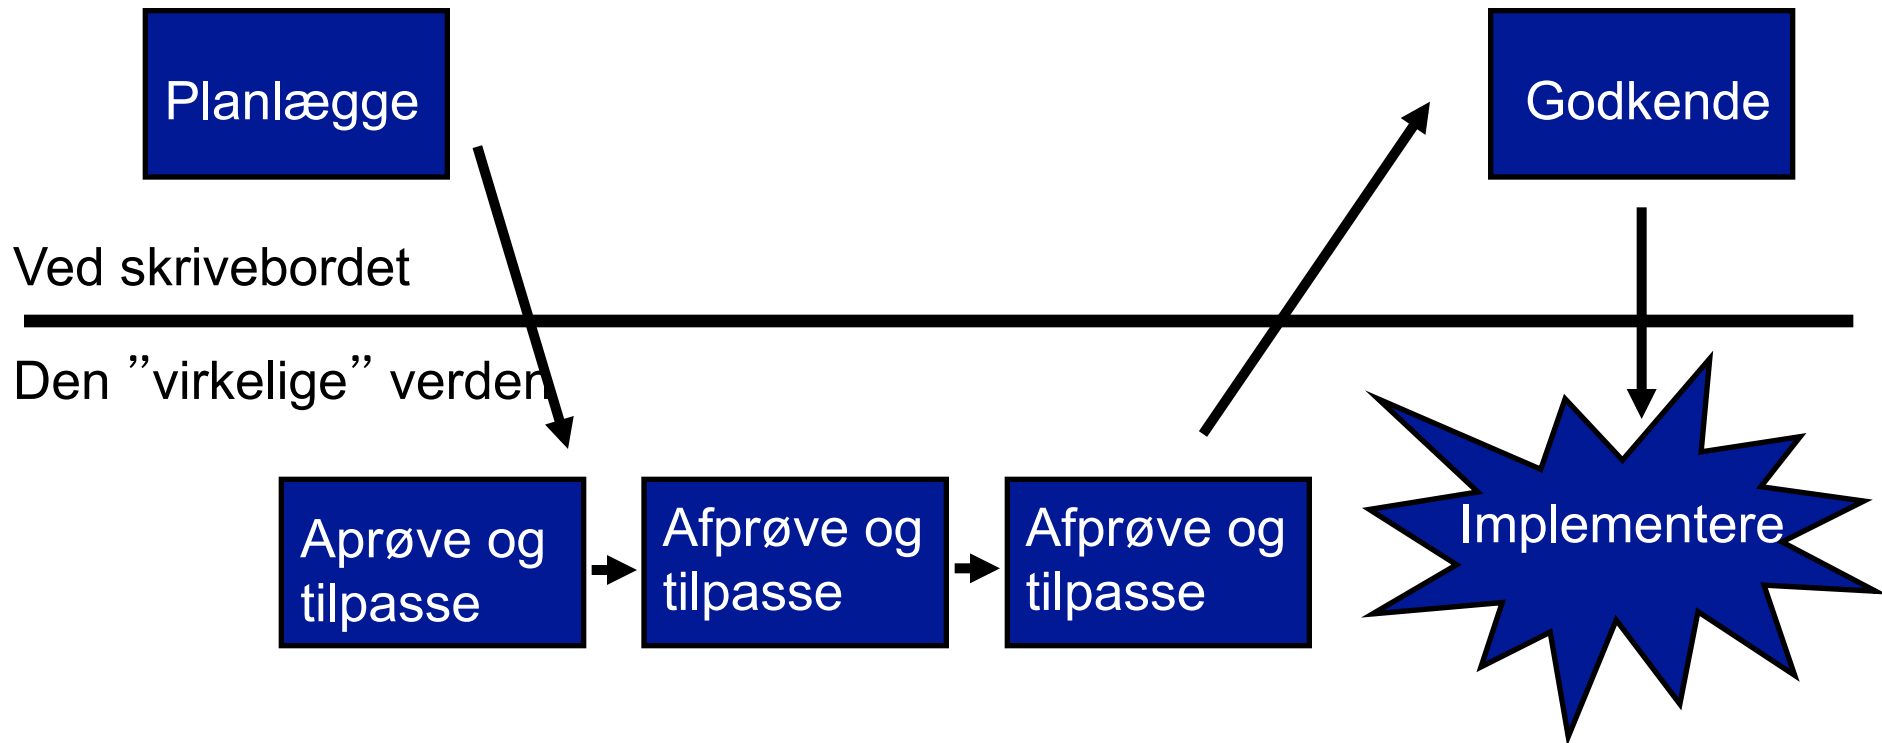 Planlægge
Godkende
Ved skrivebordet
Den ”virkelige” verden
Aprøve og
tilpasse
Afprøve og
tilpasse
Afprøve og
tilpasse
Implementere